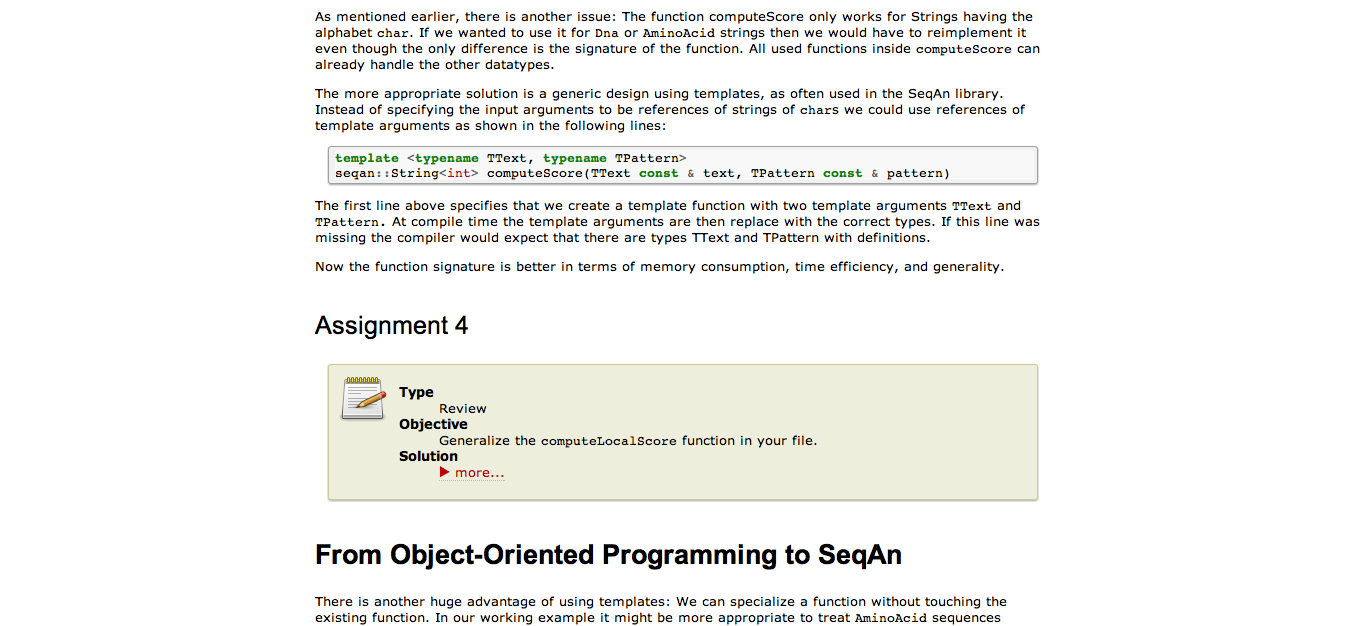 As mentioned earlier, there is another issue: The function computeScore only works for Strings having the
alphabet char. If we wanted to use it for Dna or AminoAcid strings then we would have to reimplement it
even though the only difference is the signature of the function. All used functions inside computeScore can
already handle the other datatypes.
The more appropriate solution is a generic design using templates, as often used in the SeqAn library.
Instead of specifying the input arguments to be references of strings of chars we could use references of
template arguments as shown in the following lines:
template <typename TText, typename TPattern>
seqan::String<int> computeScore(TText const & text, TPattern const & pattern)
The first line above specifies that we create a template function with two template arguments TText and
TPattern. At compile time the template arguments are then replace with the correct types. If this line was
missing the compiler would expect that there are types TText and TPattern with definitions.
Now the function signature is better in terms of memory consumption, time efficiency, and generality.
Assignment 4
Type
Review
Objective
Generalize the computeLocalScore function in your file.
Solution
more...
From Object-Oriented Programming to SeqAn
There is another huge advantage of using templates: We can specialize a function without touching the
existing function. In our working example it might be more appropriate to treat AminoAcid sequences